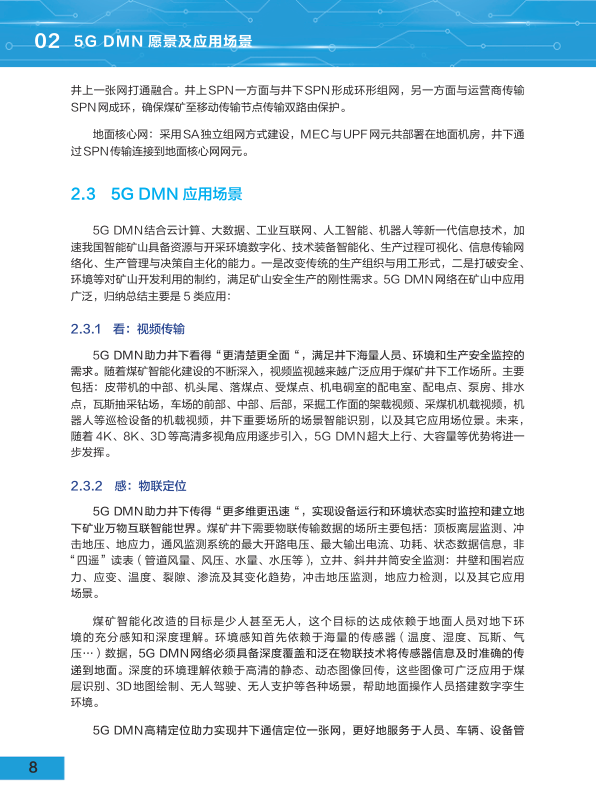 02 5G DMN 愿景及应用场景
井上一张网打通融合。井上SPN一方面与井下SPN形成环形组网，另一方面与运营商传输
SPN网成环，确保煤矿至移动传输节点传输双路由保护。
地面核心网：采用SA独立组网方式建设，MEC与UPF网元共部署在地面机房，井下通
过SPN传输连接到地面核心网网元。
2.3 5G DMN 应用场景
5G DMN结合云计算、大数据、工业互联网、人工智能、机器人等新一代信息技术，加
速我国智能矿山具备资源与开采环境数字化、技术装备智能化、生产过程可视化、信息传输网
络化、生产管理与决策自主化的能力。一是改变传统的生产组织与用工形式，二是打破安全、
环境等对矿山开发利用的制约，满足矿山安全生产的刚性需求。5G DMN网络在矿山中应用
广泛，归纳总结主要是 5 类应用：
2.3.1 看：视频传输
5G DMN助力井下看得“更清楚更全面“，满足井下海量人员、环境和生产安全监控的
需求。随着煤矿智能化建设的不断深入，视频监视越来越广泛应用于煤矿井下工作场所。主要
包括：皮带机的中部、机头尾、落煤点、受煤点、机电硐室的配电室、配电点、泵房、排水
点，瓦斯抽采钻场，车场的前部、中部、后部，采掘工作面的架载视频、采煤机机载视频，机
器人等巡检设备的机载视频，井下重要场所的场景智能识别，以及其它应用场位景。未来，
随着 4K、8K、3D 等高清多视角应用逐步引入，5G DMN超大上行、大容量等优势将进一
步发挥。
2.3.2 感：物联定位
5G DMN助力井下传得“更多维更迅速“，实现设备运行和环境状态实时监控和建立地
下矿业万物互联智能世界。煤矿井下需要物联传输数据的场所主要包括：顶板离层监测、冲
击地压、地应力，通风监测系统的最大开路电压、最大输出电流、功耗、状态数据信息，非
“四遥”读表（管道风量、风压、水量、水压等），立井、斜井井筒安全监测：井壁和围岩应
力、应变、温度、裂隙、渗流及其变化趋势，冲击地压监测，地应力检测，以及其它应用
场景。
煤矿智能化改造的目标是少人甚至无人，这个目标的达成依赖于地面人员对地下环
境的充分感知和深度理解。环境感知首先依赖于海量的传感器（温度、湿度、瓦斯、气
压…）数据，5G DMN网络必须具备深度覆盖和泛在物联技术将传感器信息及时准确的传
递到地面。深度的环境理解依赖于高清的静态、动态图像回传，这些图像可广泛应用于煤
层识别、3D地图绘制、无人驾驶、无人支护等各种场景，帮助地面操作人员搭建数字孪生
环境。
5G DMN高精定位助力实现井下通信定位一张网，更好地服务于人员、车辆、设备管
8